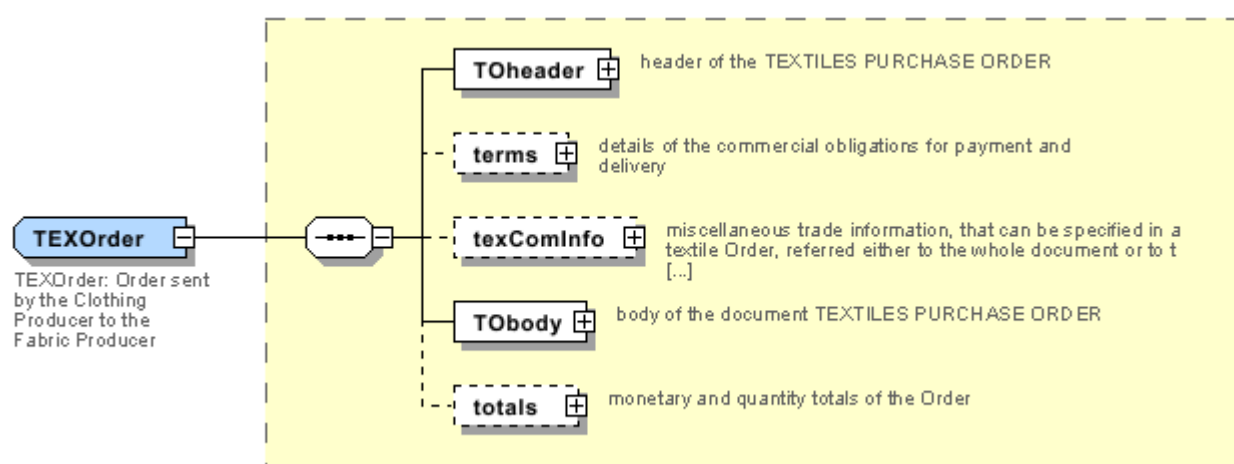 TOheader
header of the TEXTILES PURCHASE ORDER
terms
details of the commercial obligations for payment and
delivery
TEXOrder
TEXOrder: Order sent
by the Clothing
Producer to the
Fabric Producer
texComInfo
miscellaneous trade information, that can be specified in a
textile Order, referred either to the whole document or to t
[...]
TObody
body of the document TEXTILES PURCHASE ORDER
totals
monetary and quantity totals of the Order